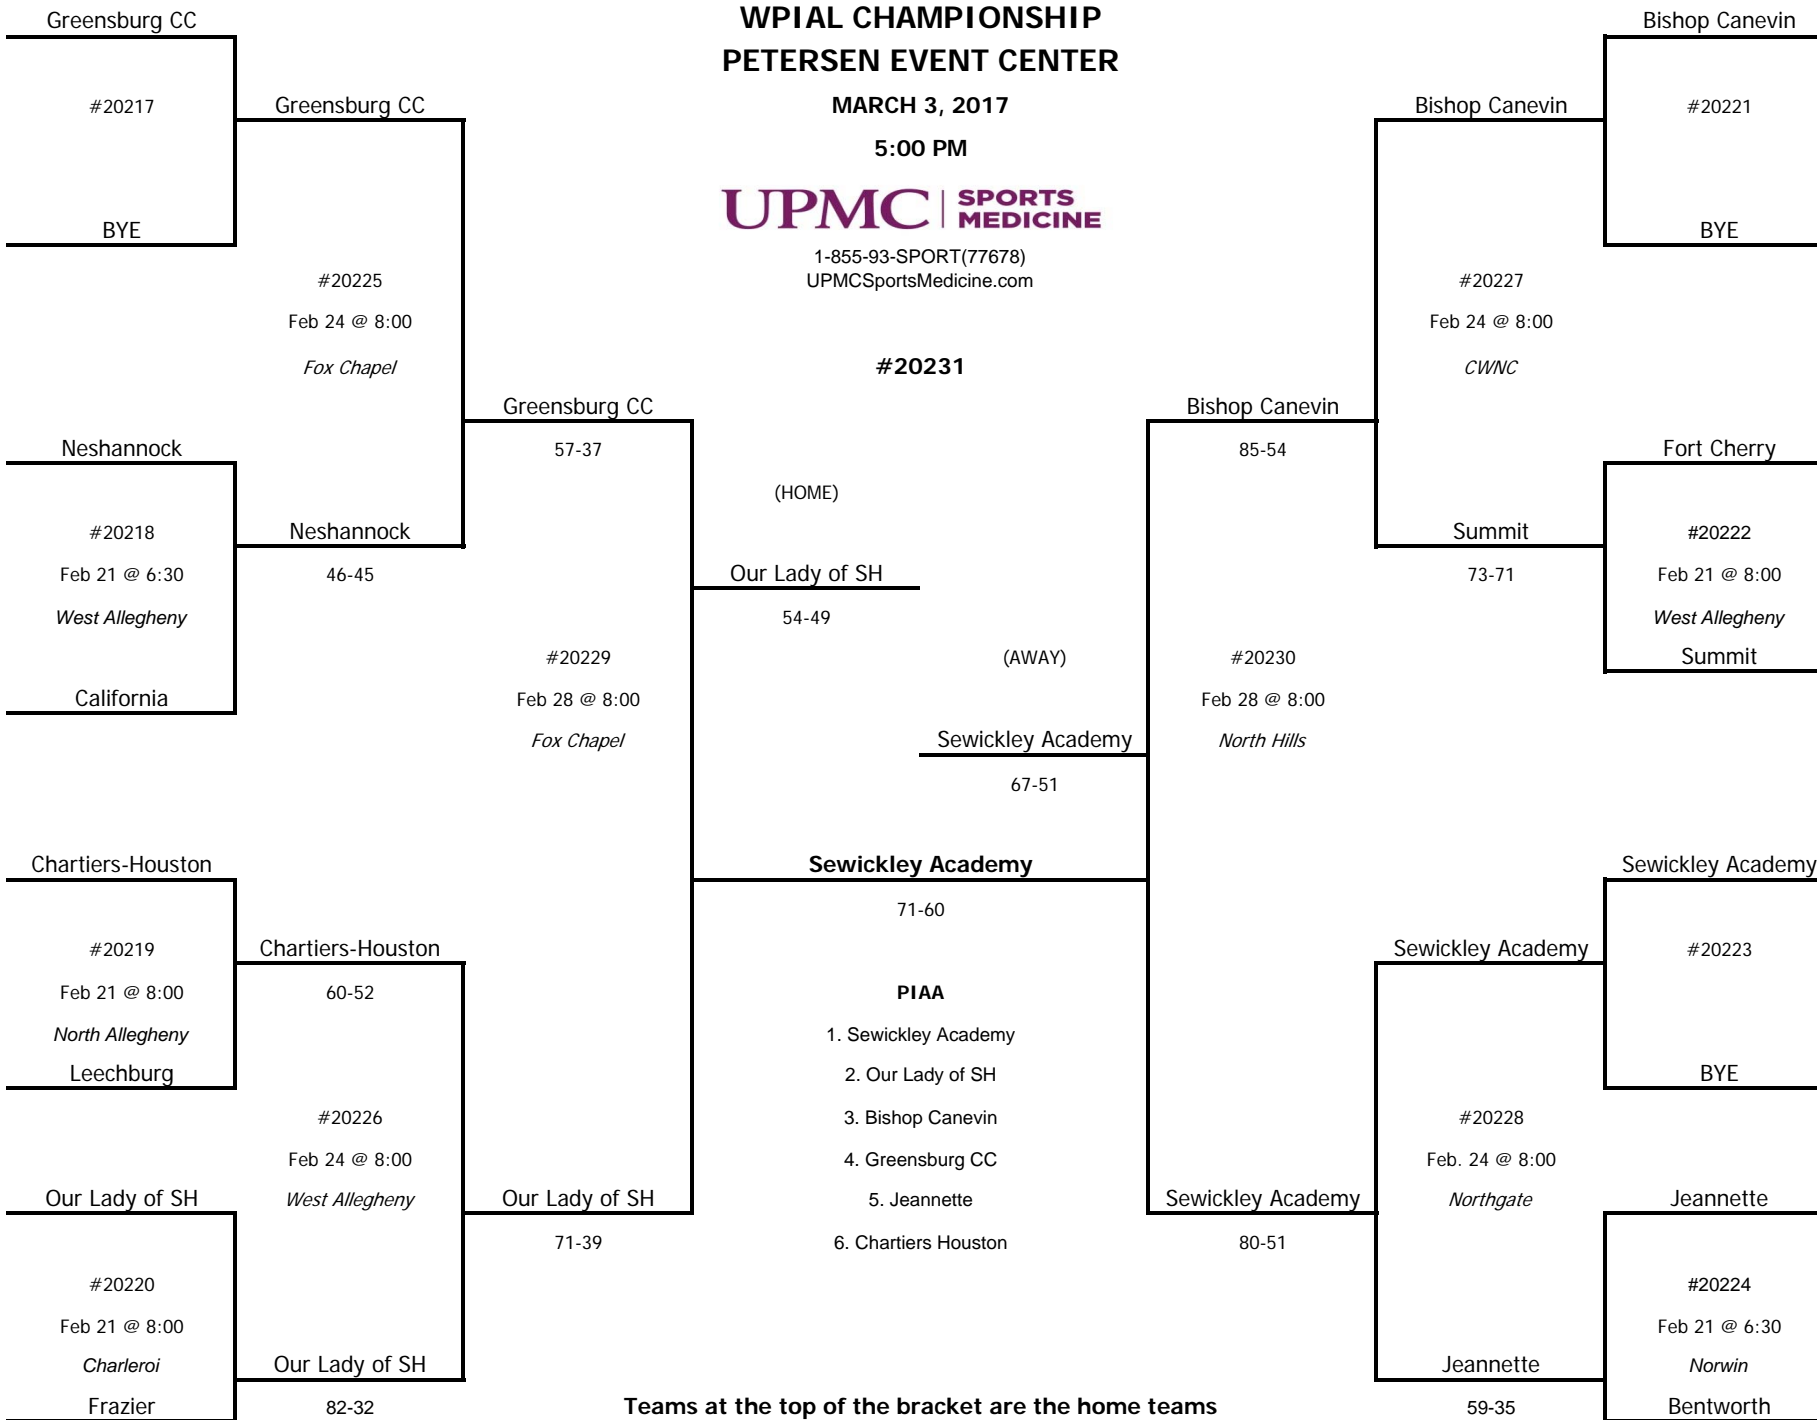 WPIAL CHAMPIONSHIP
PETERSEN EVENT CENTER
MARCH 3, 2017
5:00 PM
UPMC | SPORTS MEDICINE
1-855-93-SPORT(77678)
UPMCSportsMedicine.com
#20231
Greensburg CC
#20217
BYE
Neshannock
#20218
Feb 21 @ 6:30
West Allegheny
California
Chartiers-Houston
#20219
Feb 21 @ 8:00
North Allegheny
Leechburg
Our Lady of SH
#20220
Feb 21 @ 8:00
Charleroi
Frazier
Greensburg CC
#20225
Feb 24 @ 8:00
Fox Chapel
Neshannock
46-45
Chartiers-Houston
60-52
#20226
Feb 24 @ 8:00
West Allegheny
Our Lady of SH
82-32
Greensburg CC
57-37
#20229
Feb 28 @ 8:00
Fox Chapel
Our Lady of SH
71-39
(HOME)
Our Lady of SH
54-49
(AWAY)
Sewickley Academy
67-51
Sewickley Academy
71-60
PIAA
1. Sewickley Academy
2. Our Lady of SH
3. Bishop Canevin
4. Greensburg CC
5. Jeannette
6. Chartiers Houston
Bishop Canevin
85-54
#20230
Feb 28 @ 8:00
North Hills
Sewickley Academy
80-51
Bishop Canevin
#20227
Feb 24 @ 8:00
CWNC
Summit
73-71
Sewickley Academy
#20228
Feb. 24 @ 8:00
Northgate
Jeannette
59-35
Bishop Canevin
#20221
BYE
Fort Cherry
#20222
Feb 21 @ 8:00
West Allegheny
Summit
Sewickley Academy
#20223
BYE
Jeannette
#20224
Feb 21 @ 6:30
Norwin
Bentworth
Teams at the top of the bracket are the home teams